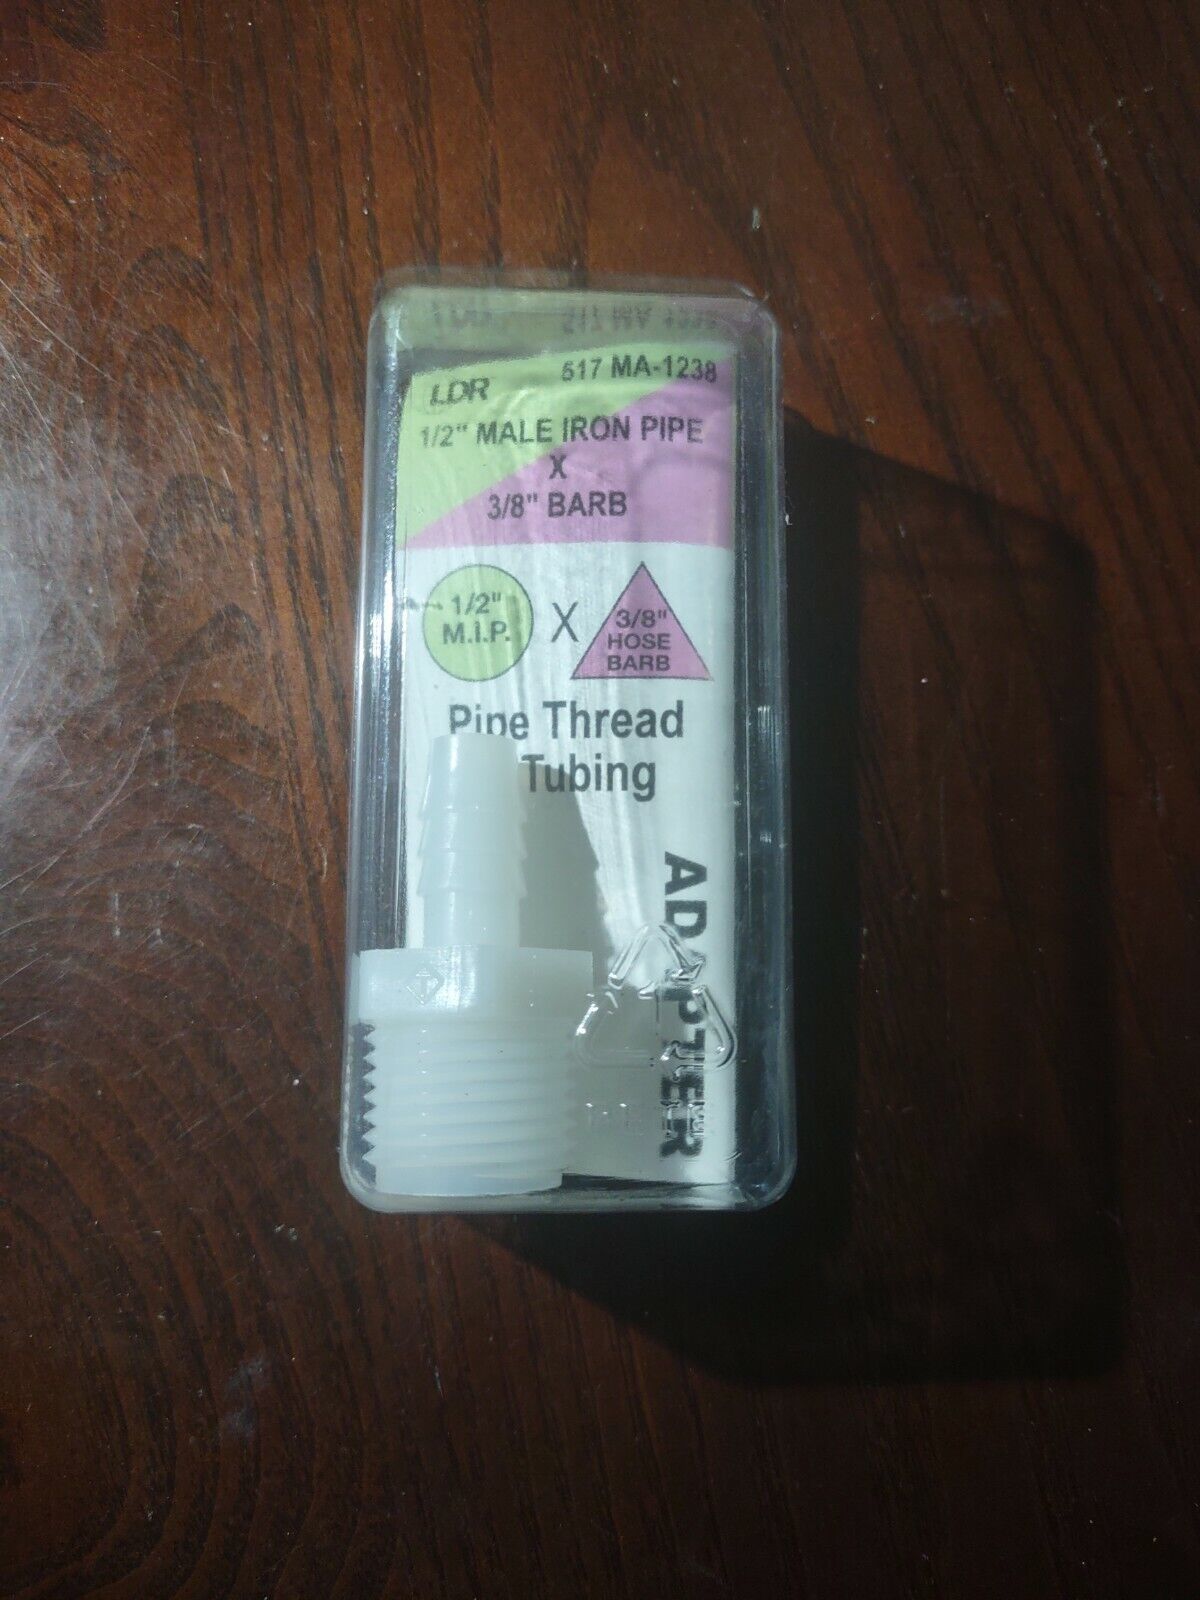 LDR 517 MA-1238
1/2" MALE IRON PIPE
X
3/8" BARB
1/2"
M.I.P.
X
3/8"
HOSE
BARB
Pipe Thread
Tubing
ADAPTER